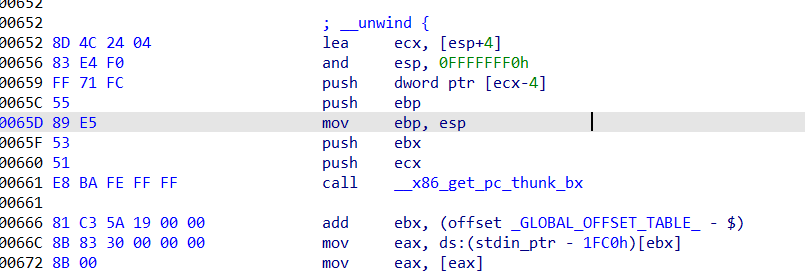 00652
00652 ; __unwind {
00652 8D 4C 24 04 lea ecx, [esp+4]
00656 83 E4 F0 and esp, 0FFFFFFF0h
00659 FF 71 FC push dword ptr [ecx-4]
0065C 55 push ebp
0065D 89 E5 mov ebp, esp
0065F 53 push ebx
00660 51 push ecx
00661 E8 BA FE FF FF call __x86_get_pc_thunk_bx
00661
00666 81 C3 5A 19 00 00 add ebx, (offset _GLOBAL_OFFSET_TABLE_ - $)
0066C 8B 83 30 00 00 00 mov eax, ds:(stdin_ptr - 1FC0h)[ebx]
00672 8B 00 mov eax, [eax]